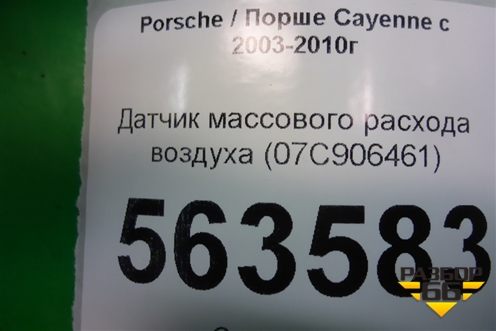 Porsche / Порше Cayenne с
2003-2010г
Датчик массового расхода
воздуха (07C906461)
563583
РАЗБОР
66